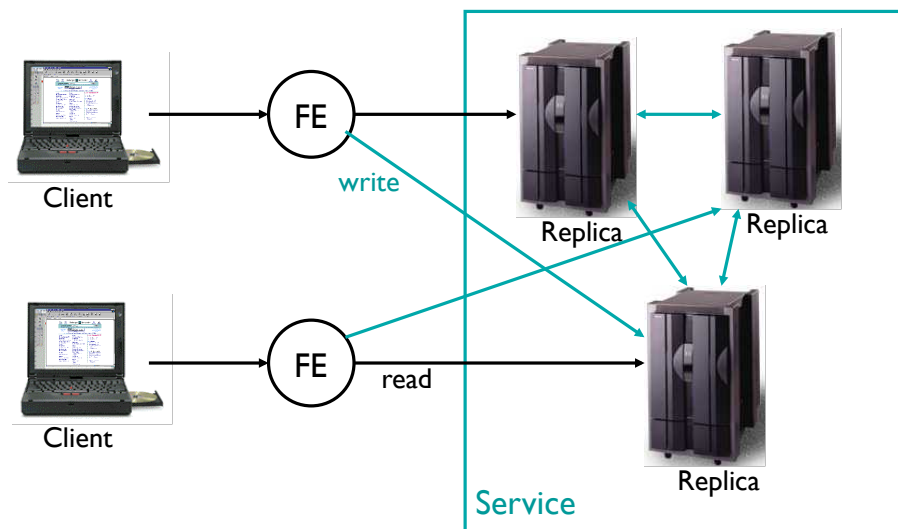 FE
write
Client
Replica
Replica
FE
read
Client
Replica
Service